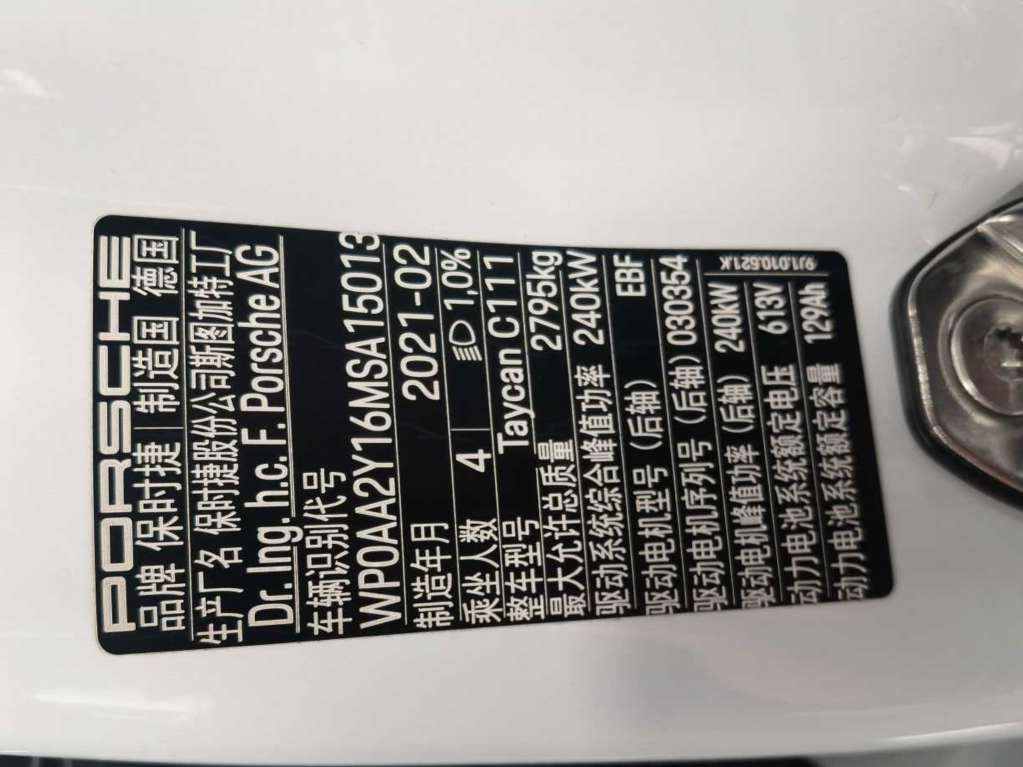 PORSCHE
品牌 保时捷 制造国 德国
生产厂名 保时捷股份公司斯图加特工厂
Dr. Ing. h.c. F. Porsche AG
车辆识别代号
WP0AA2Y16MSA15013
制造年月 2021-02
乘坐人数 4 1,0%
整车型号 Taycan C111
最大允许总质量 2795kg
驱动系统综合峰值功率 240kW
驱动电机型号（后轴） EBF
驱动电机序列号（后轴）030354
驱动电机峰值功率（后轴） 240kW
动力电池系统额定电压 613V
动力电池系统额定容量 129Ah
9J1.010.521.K